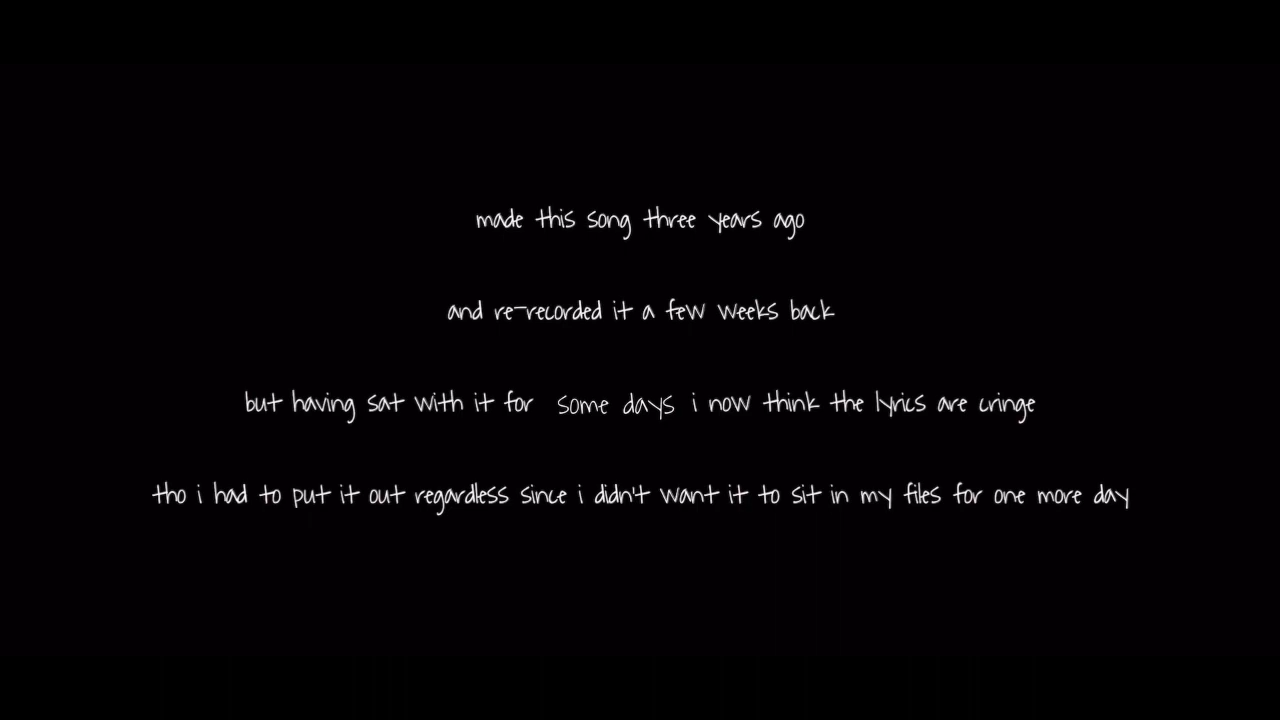 made this song three years ago
and re-recorded it a few weeks back
but having sat with it for some days i now think the lyrics are cringe
tho i had to put it out regardless since i didn't want it to sit in my files for one more day